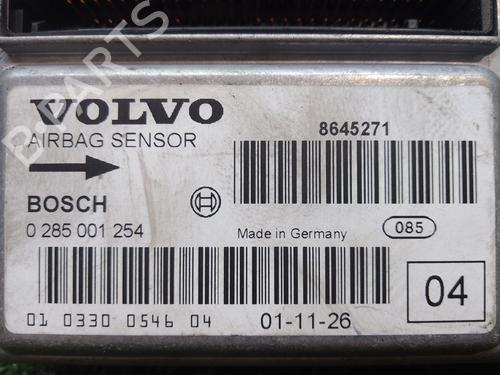 VOLVO
AIRBAG SENSOR
8645271
BOSCH
0 285 001 254
Made in Germany
085
04
01 0330 0546 04
01-11-26
B-PARTS